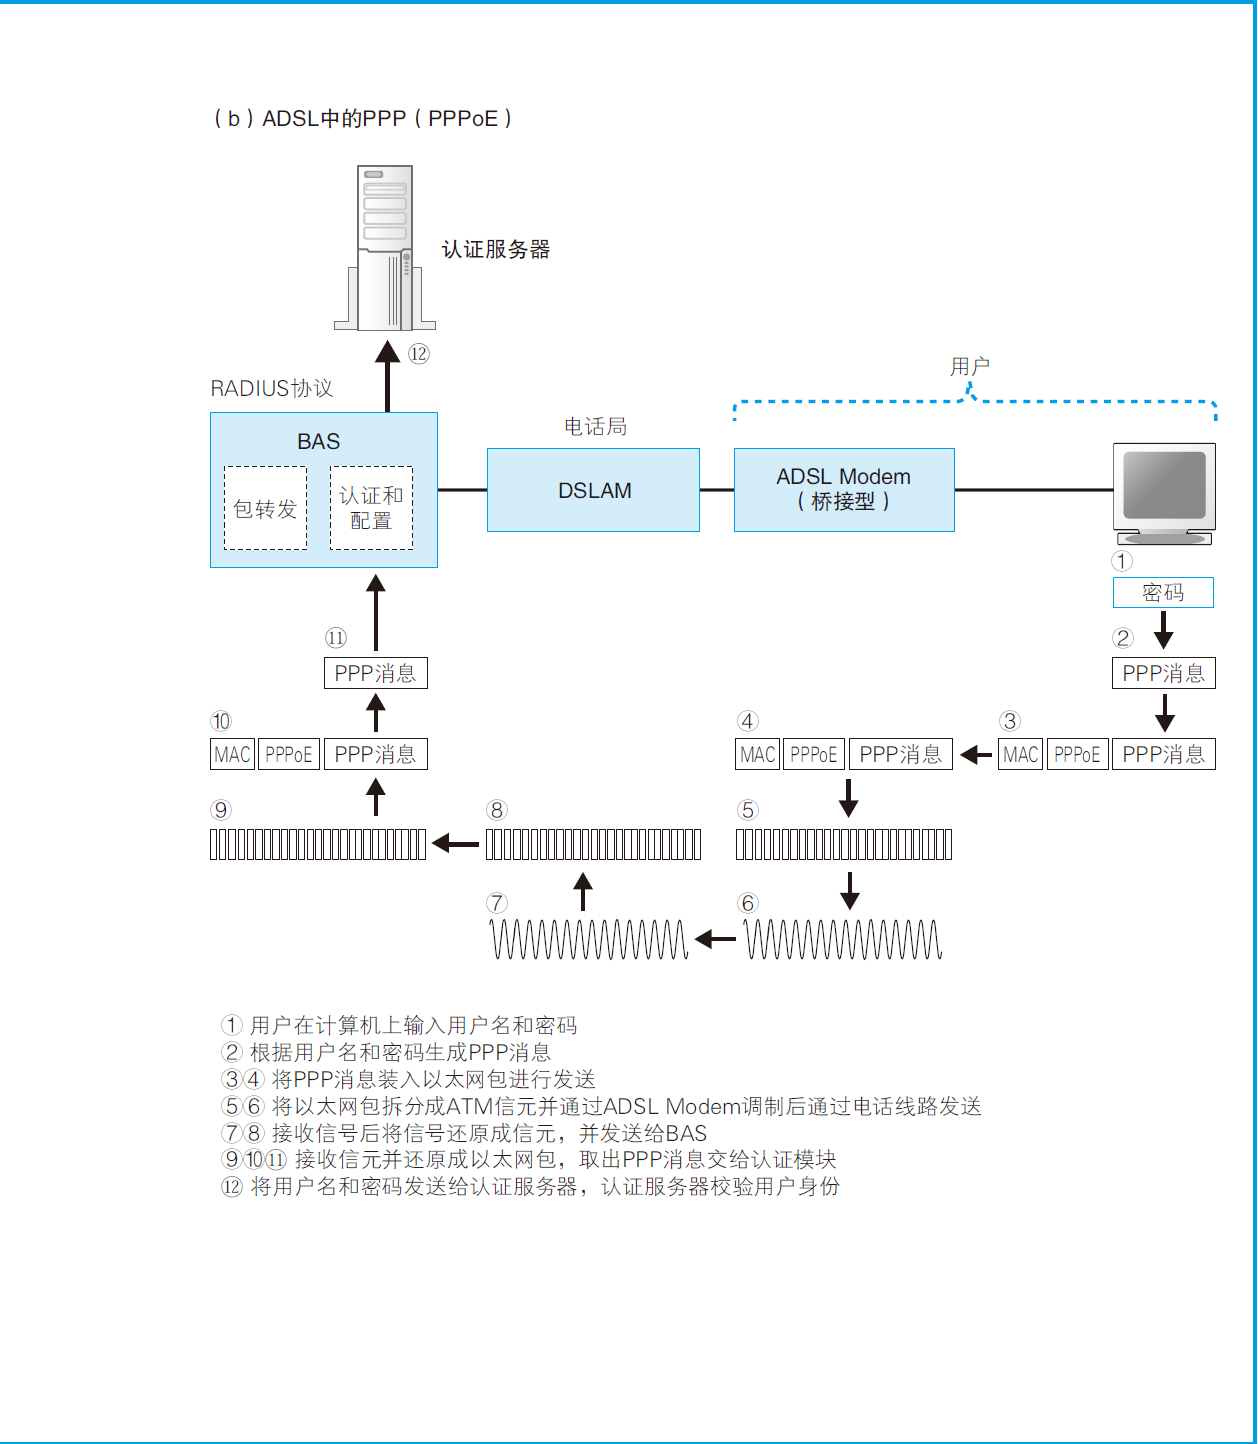 （b）ADSL中的PPP（PPPoE）
认证服务器
⑫
RADIUS协议
用户
BAS
电话局
包转发
认证和
配置
DSLAM
ADSL Modem
（桥接型）
①
密码
⑪
②
PPP消息
PPP消息
⑩
④
③
MAC PPPoE PPP消息
MAC PPPoE PPP消息
MAC PPPoE PPP消息
⑨
⑧
⑤
⑦
⑥
① 用户在计算机上输入用户名和密码
② 根据用户名和密码生成PPP消息
③④ 将PPP消息装入以太网包进行发送
⑤⑥ 将以太网包拆分成ATM信元并通过ADSL Modem调制后通过电话线路发送
⑦⑧ 接收信号后将信号还原成信元，并发送给BAS
⑨⑩⑪ 接收信元并还原成以太网包，取出PPP消息交给认证模块
⑫ 将用户名和密码发送给认证服务器，认证服务器校验用户身份